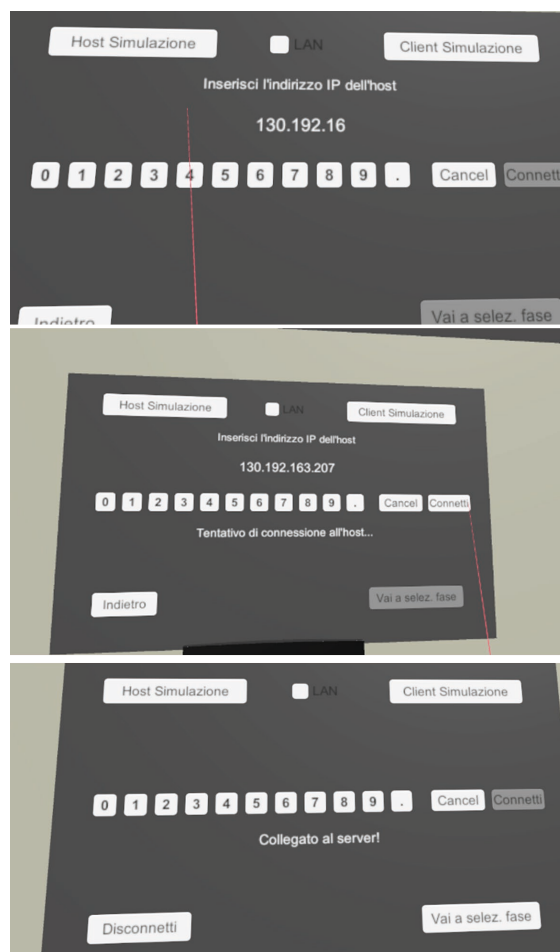 Host Simulazione LAN Client Simulazione
Inserisci l'indirizzo IP dell'host
130.192.16
0 1 2 3 4 5 6 7 8 9 . Cancel Connett
Indietro Vai a selez. fase
Host Simulazione LAN Client Simulazione
Inserisci l'indirizzo IP dell'host
130.192.163.207
0 1 2 3 4 5 6 7 8 9 . Cancel Connetti
Tentativo di connessione all'host...
Indietro Vai a selez. fase
Host Simulazione LAN Client Simulazione
0 1 2 3 4 5 6 7 8 9 . Cancel Connetti
Collegato al server!
Disconnetti Vai a selez. fase